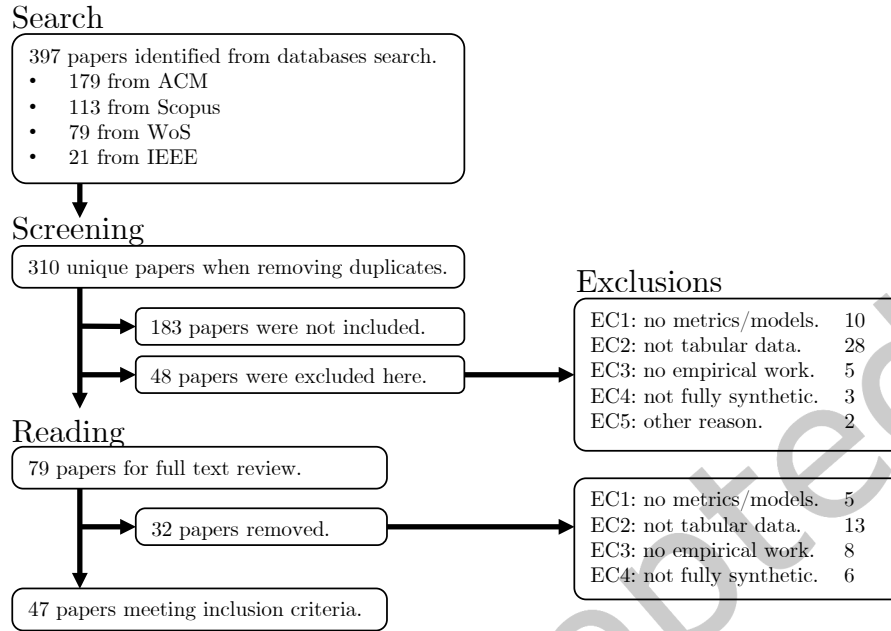 Search
397 papers identified from databases search.
• 179 from ACM
• 113 from Scopus
• 79 from WoS
• 21 from IEEE
Screening
310 unique papers when removing duplicates.
183 papers were not included.
48 papers were excluded here.
Exclusions
EC1: no metrics/models. 10
EC2: not tabular data. 28
EC3: no empirical work. 5
EC4: not fully synthetic. 3
EC5: other reason. 2
Reading
79 papers for full text review.
32 papers removed.
EC1: no metrics/models. 5
EC2: not tabular data. 13
EC3: no empirical work. 8
EC4: not fully synthetic. 6
47 papers meeting inclusion criteria.
epted